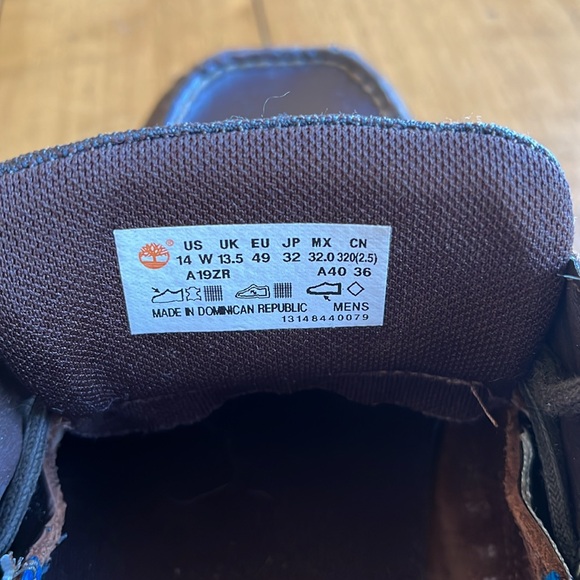 ® US UK EU JP MX CN
14 W 13.5 49 32 32.0 320(2.5)
A19ZR A40 36
MADE IN DOMINICAN REPUBLIC MENS
13148440079